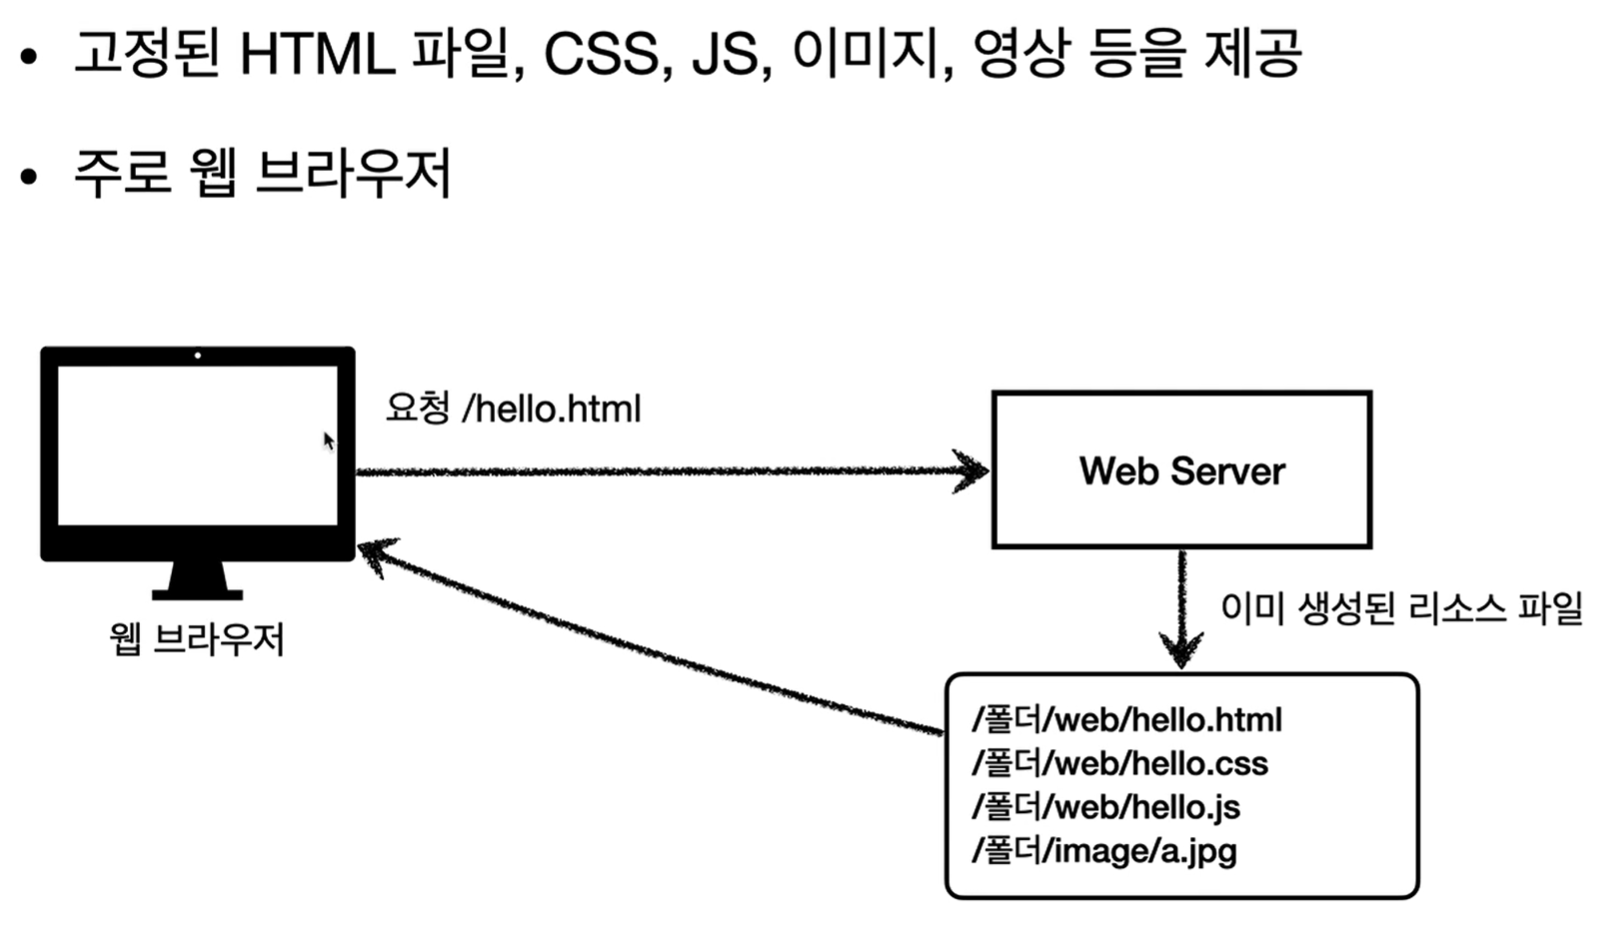 • 고정된 HTML 파일, CSS, JS, 이미지, 영상 등을 제공
• 주로 웹 브라우저
요청 /hello.html
Web Server
웹 브라우저
이미 생성된 리소스 파일
/폴더/web/hello.html
/폴더/web/hello.css
/폴더/web/hello.js
/폴더/image/a.jpg